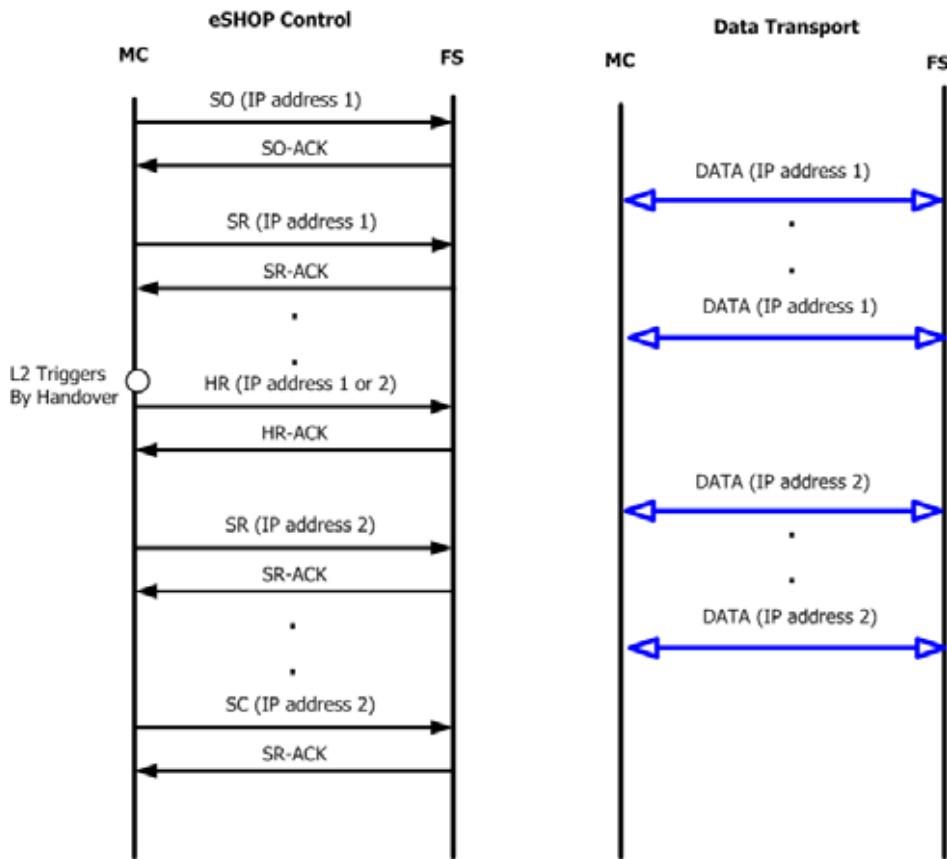 eSHOP Control
MC
FS
SO (IP address 1)
SO-ACK
SR (IP address 1)
SR-ACK
L2 Triggers
By Handover
HR (IP address 1 or 2)
HR-ACK
SR (IP address 2)
SR-ACK
SC (IP address 2)
SR-ACK
Data Transport
MC
FS
DATA (IP address 1)
DATA (IP address 1)
DATA (IP address 2)
DATA (IP address 2)